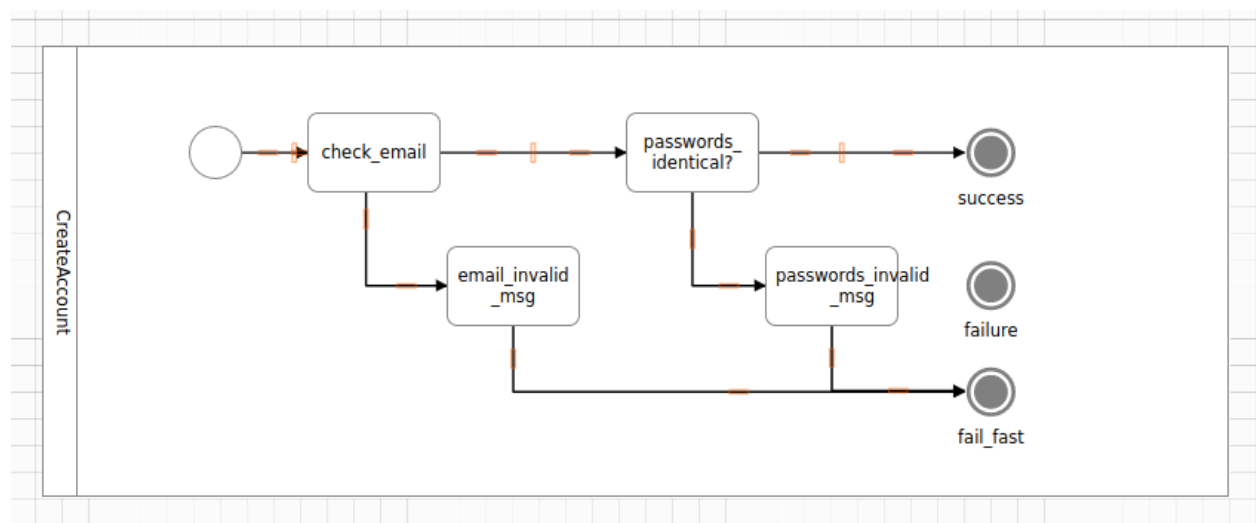 CreateAccount
check_email
passwords_
identical?
success
email_invalid
_msg
passwords_invalid
_msg
failure
fail_fast